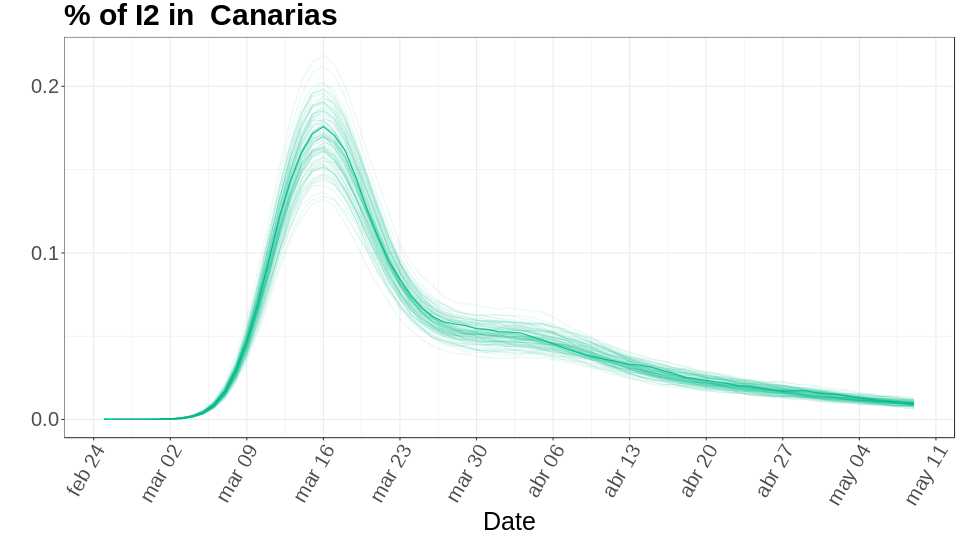 % of I2 in  Canarias
0.2
0.1
0.0
feb 24
mar 02
mar 09
mar 16
mar 23
mar 30
abr 06
abr 13
abr 20
abr 27
may 04
may 11
Date